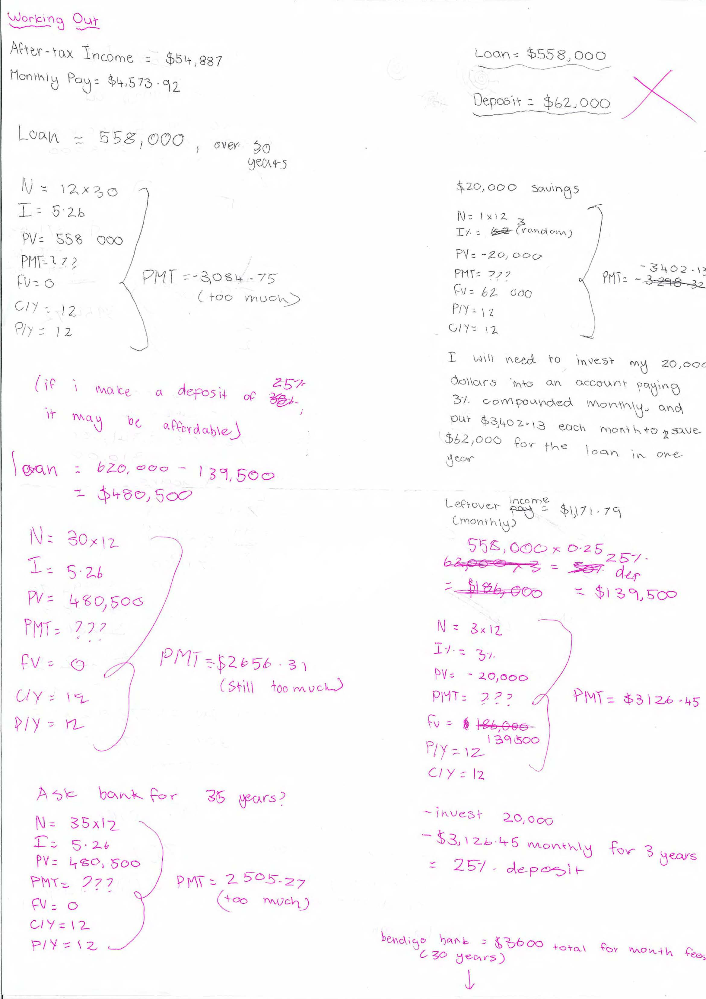 Working Out
After-tax Income = $54,887
Monthly Pay = $4,573.92
Loan = 558,000, over 30
years
N = 12×30
I = 5.26
PV = 558 000
PMT = ???
FV = 0
C/Y = 12
P/Y = 12
PMT = -3,084.75
(too much)
(if i make a deposit of 25%
it may be affordable)
loan = 620,000 - 139,500
= $480,500
N = 30×12
I = 5.26
PV = 480,500
PMT = ???
FV = 0
C/Y = 12
P/Y = 12
PMT = $2656.31
(still too much)
Ask bank for 35 years?
N = 35×12
I = 5.26
PV = 480,500
PMT = ???
FV = 0
C/Y = 12
P/Y = 12
PMT = 2505.27
(too much)
Loan = $558,000
Deposit = $62,000
$20,000 savings
N = 1×12
I% = 3 (random)
PV = -20,000
PMT = ???
FV = 62 000
P/Y = 12
C/Y = 12
-3402.13
PMT = -3298.32
I will need to invest my 20,000
dollars into an account paying
3% compounded monthly, and
put $3,402.13 each month to save
$62,000 for the loan in one
year
Leftover pay income = $1,171.79
(monthly)
558,000 × 0.25
62,000 × 3 = 30% 25%
dep
= $186,000 = $139,500
N = 3×12
I% = 3%
PV = -20,000
PMT = ???
FV = 186,000
139500
P/Y = 12
C/Y = 12
PMT = $3126.45
- invest 20,000
- $3,126.45 monthly for 3 years
= 25% deposit
bendigo bank = $3600 total for month fees
(30 years)